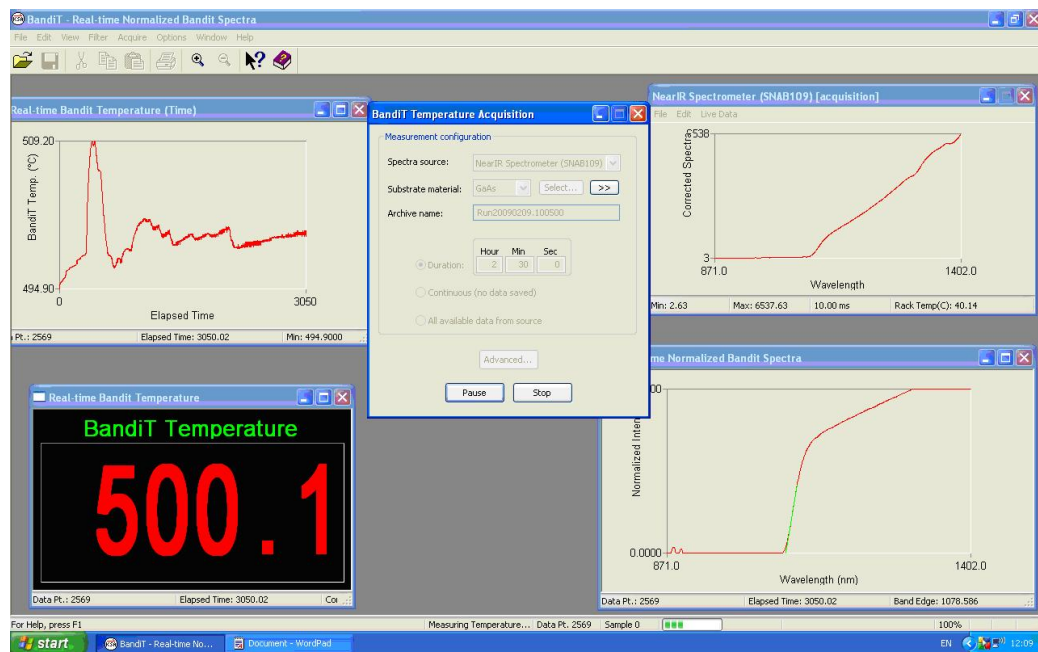 BandiT - Real-time Normalized Bandit Spectra
File Edit View Filter Acquire Options Window Help
Real-time Bandit Temperature (Time)
509.20
BandiT Temp. (°C)
494.90
0
3050
Elapsed Time
Pt.: 2569 Elapsed Time: 3050.02 Min: 494.9000
BandiT Temperature Acquisition
Measurement configuration
Spectra source: NearIR Spectrometer (SNAB109)
Substrate material: GaAs Select... >>
Archive name: Run20090209.100500
Hour Min Sec
Duration: 2 30 0
Continuous (no data saved)
All available data from source
Advanced...
Pause Stop
NearIR Spectrometer (SNAB109) [acquisition]
File Edit Live Data
6538
Corrected Spectra
3
871.0 1402.0
Wavelength
Min: 2.63 Max: 6537.63 10.00 ms Rack Temp(C): 40.14
Real-time Bandit Temperature
BandiT Temperature
500.1
Data Pt.: 2569 Elapsed Time: 3050.02
me Normalized Bandit Spectra
Normalized Inten
0.0000
871.0 1402.0
Wavelength (nm)
Data Pt.: 2569 Elapsed Time: 3050.02 Band Edge: 1078.586
For Help, press F1 Measuring Temperature... Data Pt. 2569 Sample 0 100%
start BandiT - Real-time No... Document - WordPad EN 12:09